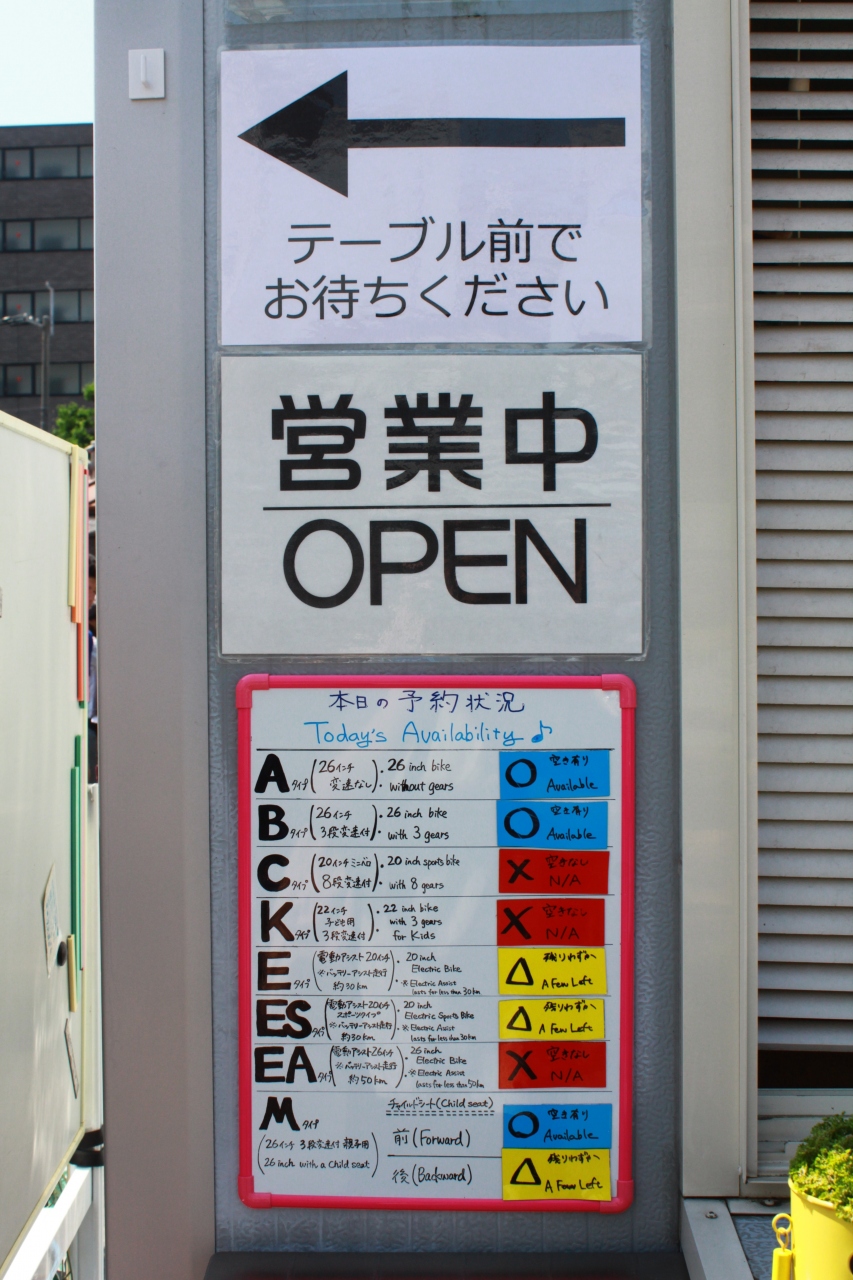 テーブル前で
お待ちください
営業中
OPEN
本日の予約状況
Today's Availability ♪
A タイプ (26インチ 変速なし)・26 inch bike without gears ○ 空き有り Available
B タイプ (26インチ 3段変速付)・26 inch bike with 3 gears ○ 空き有り Available
C タイプ (20インチ ミニベロ 8段変速付)・20 inch sports bike with 8 gears × 空きなし N/A
K タイプ (22インチ 子ども用 3段変速付)・22 inch bike with 3 gears for Kids × 空きなし N/A
E タイプ (電動アシスト20インチ ※バッテリーアシスト走行 約30km)・20 inch Electric Bike ※Electric Assist lasts for less than 30km △ 残りわずか A Few Left
ES タイプ (電動アシスト20インチ スポーツタイプ ※バッテリーアシスト走行 約30km)・20 inch Electric Sports Bike ※Electric Assist lasts for less than 30km △ 残りわずか A Few Left
EA タイプ (電動アシスト26インチ ※バッテリーアシスト走行 約50km)・26 inch Electric Bike ※Electric Assist lasts for less than 50km × 空きなし N/A
M タイプ チャイルドシート(Child seat)
(26インチ 3段変速付 親子用 26 inch with a Child seat)
前(Forward) ○ 空き有り Available
後(Backward) △ 残りわずか A Few Left